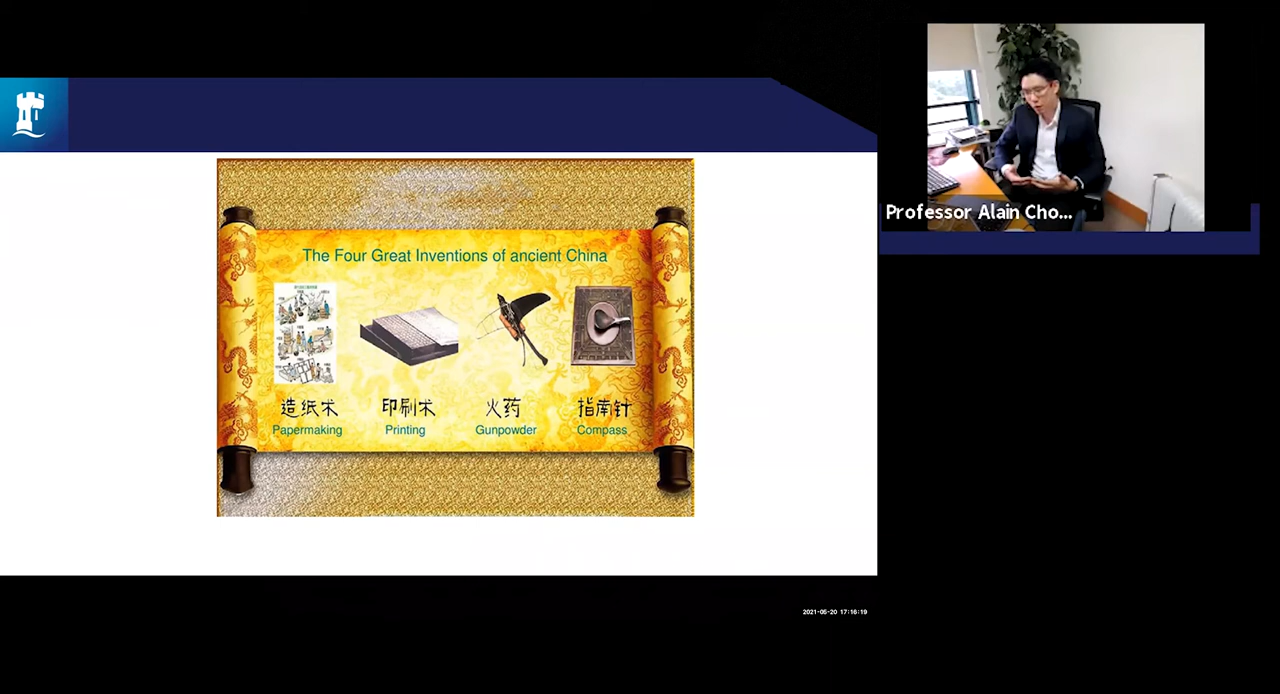 The Four Great Inventions of ancient China
造纸术
印刷术
火药
指南针
Papermaking
Printing
Gunpowder
Compass
Professor Alain Cho...
2021-05-20 17:16:19